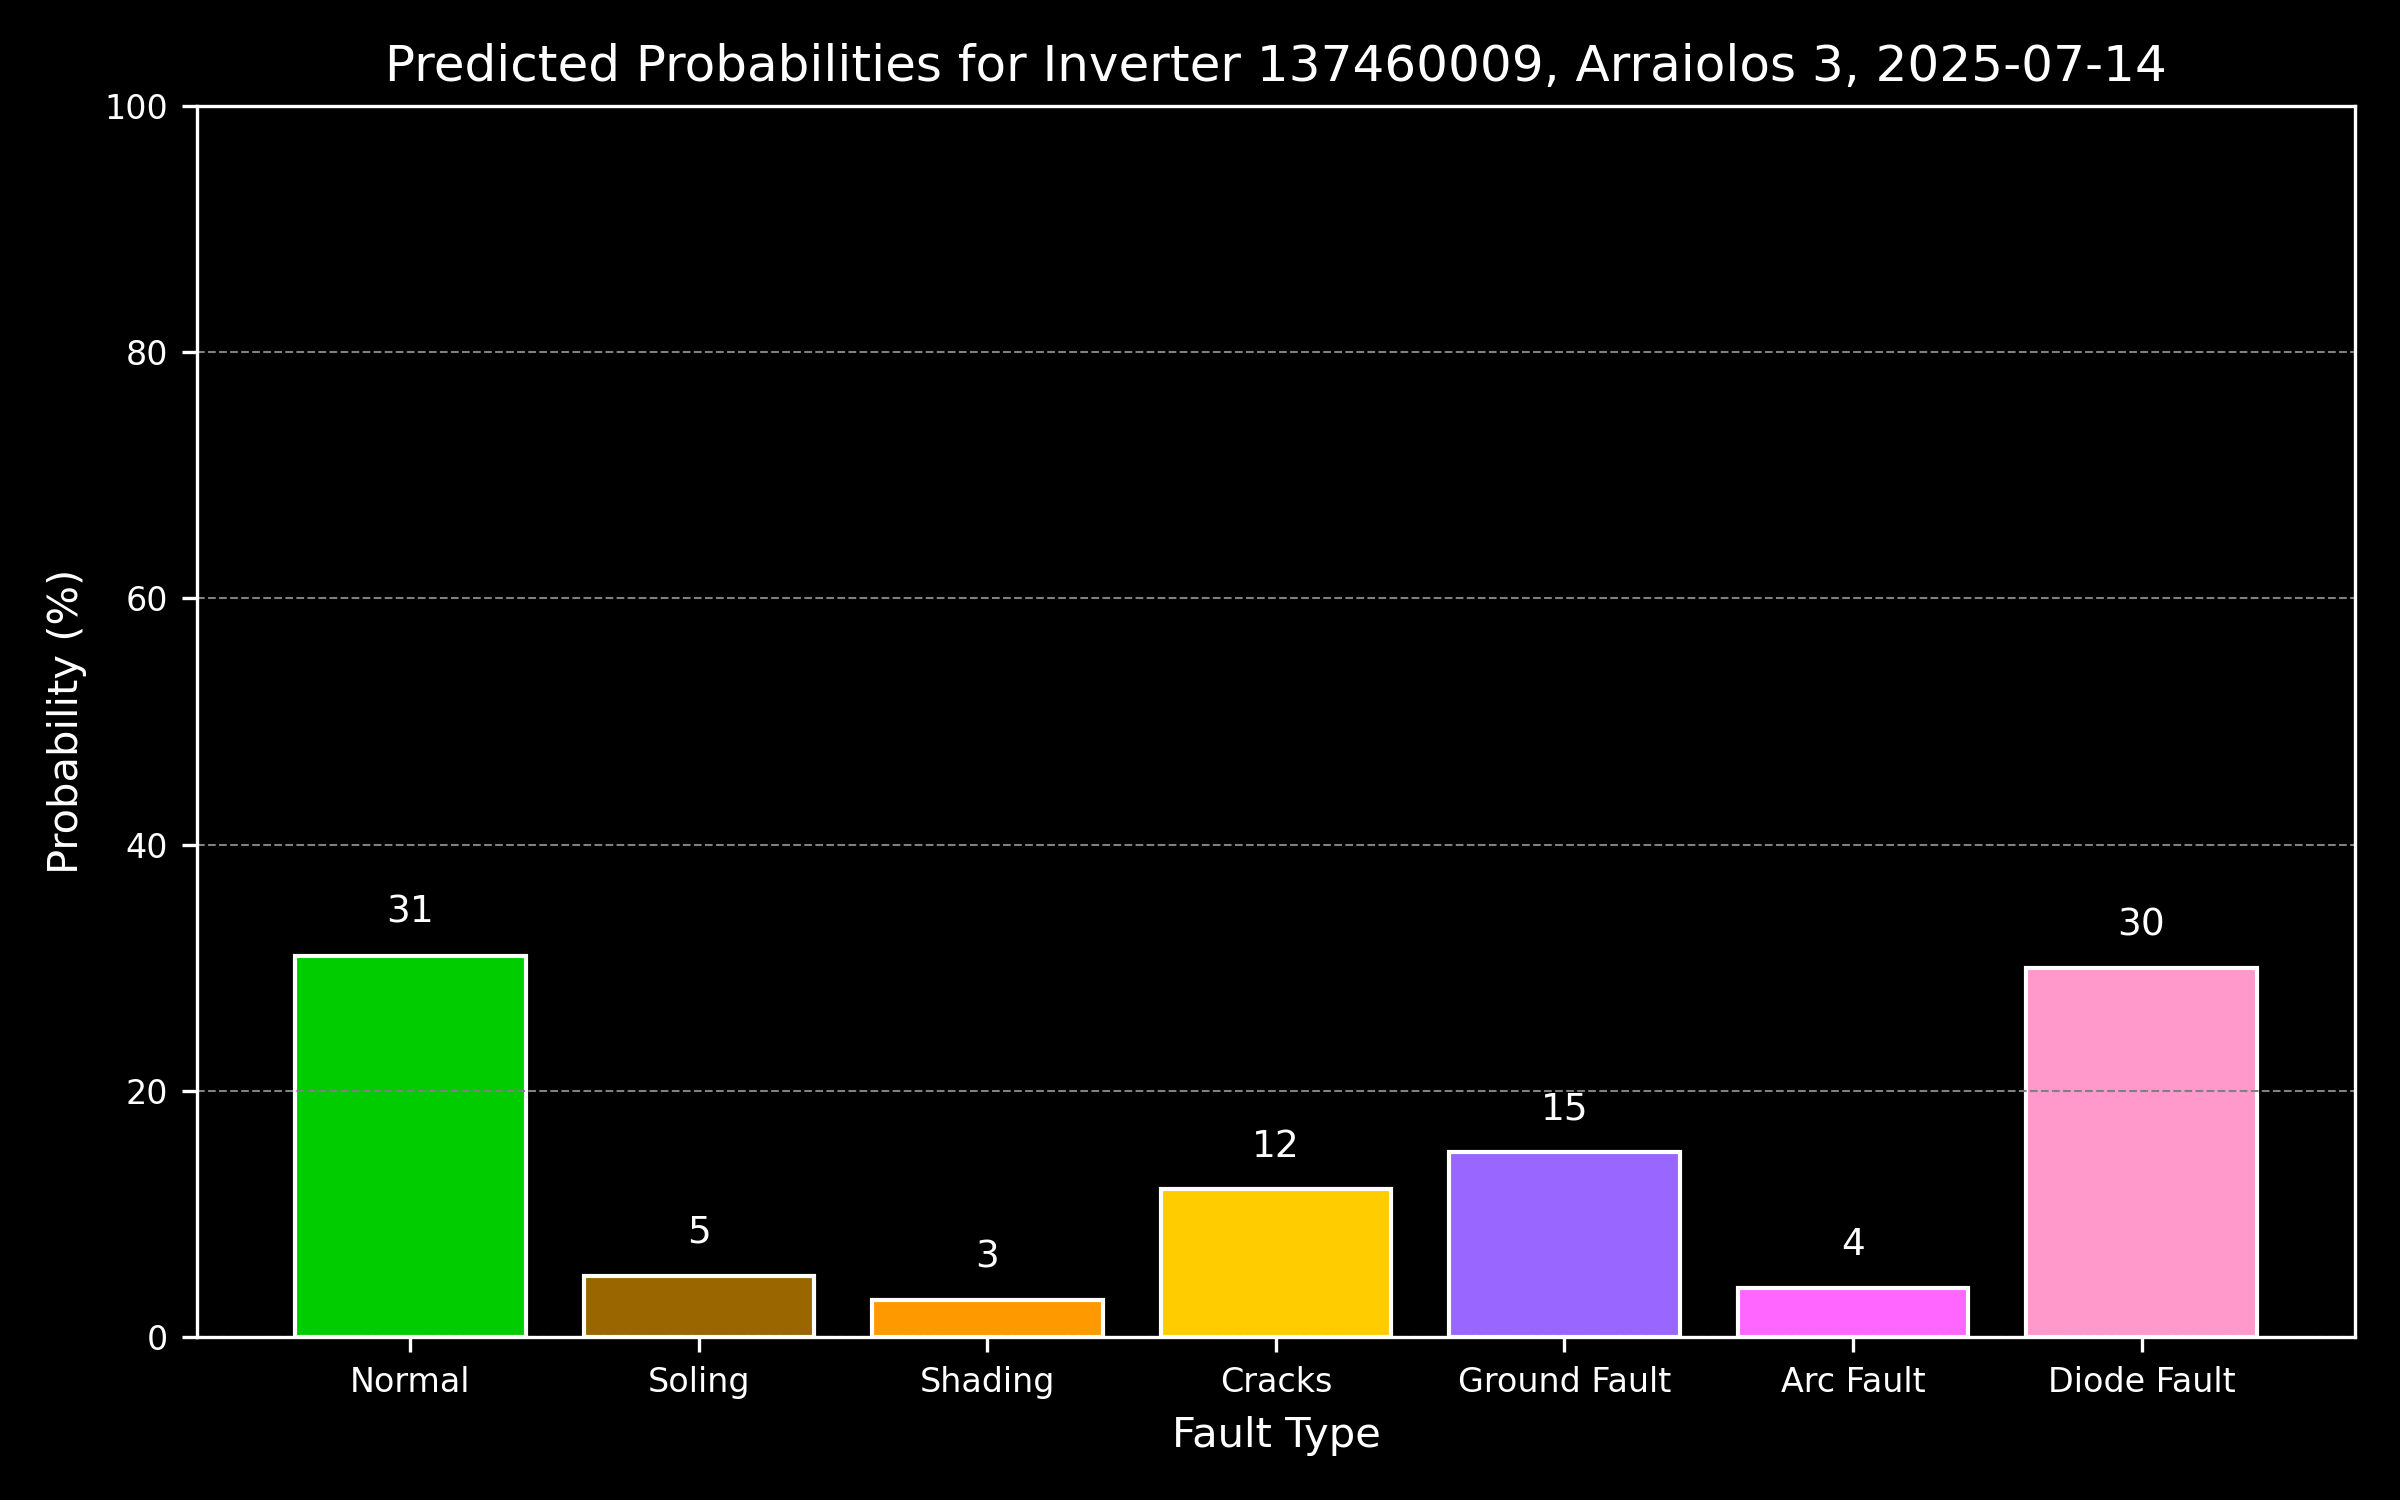 Predicted Probabilities for Inverter 137460009, Arraiolos 3, 2025-07-14
100
80
60
40
20
0
Probability (%)
31
5
3
12
15
4
30
Normal
Soling
Shading
Cracks
Ground Fault
Arc Fault
Diode Fault
Fault Type